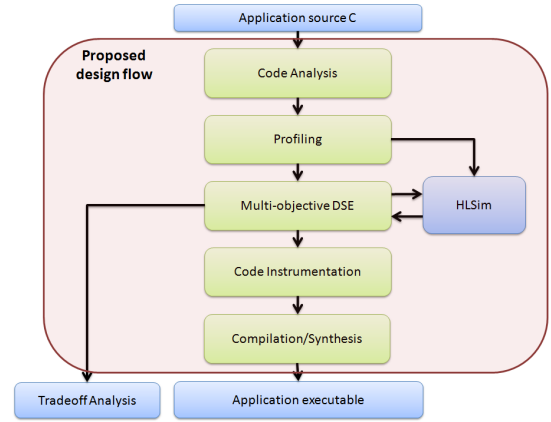 Application source C
Proposed
design flow
Code Analysis
Profiling
Multi-objective DSE
HLSim
Code Instrumentation
Compilation/Synthesis
Tradeoff Analysis
Application executable